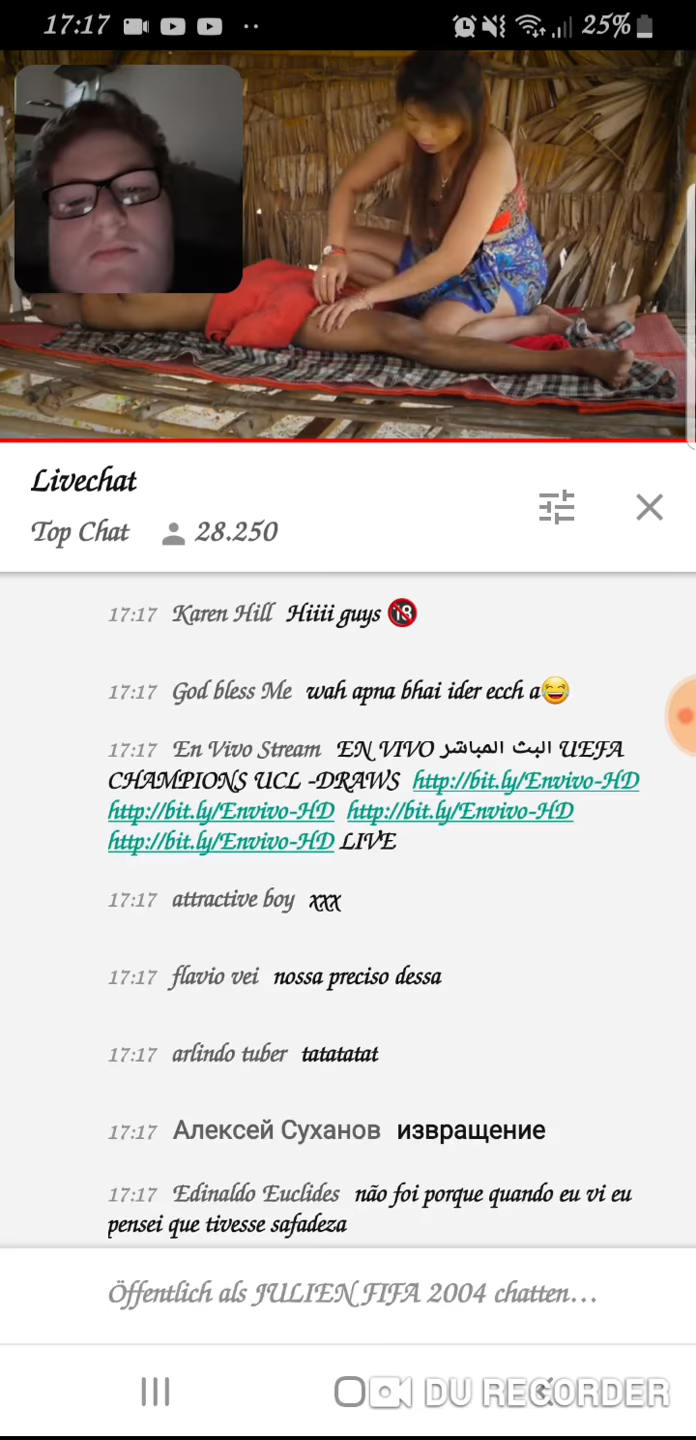 17:17
25%
Livechat
Top Chat 28.250
17:17 Karen Hill Hiiii guys 🔞
17:17 God bless Me wah apna bhai ider ecch a😂
17:17 En Vivo Stream EN VIVO البث المباشر UEFA
CHAMPIONS UCL -DRAWS http://bit.ly/Envivo-HD
http://bit.ly/Envivo-HD http://bit.ly/Envivo-HD
http://bit.ly/Envivo-HD LIVE
17:17 attractive boy xxx
17:17 flavio vei nossa preciso dessa
17:17 arlindo tuber tatatatat
17:17 Алексей Суханов извращение
17:17 Edinaldo Euclides não foi porque quando eu vi eu
pensei que tivesse safadeza
Öffentlich als JULIEN FIFA 2004 chatten…
DU RECORDER